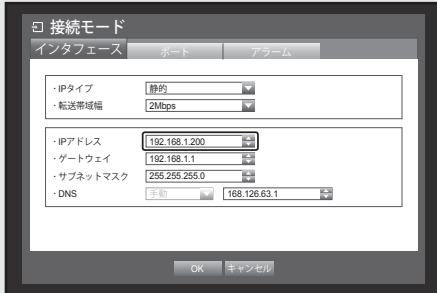 接続モード
インタフェース ポート アラーム
· IPタイプ 静的
· 転送帯域幅 2Mbps
· IPアドレス 192.168.1.200
· ゲートウェイ 192.168.1.1
· サブネットマスク 255.255.255.0
· DNS 手動 168.126.63.1
OK キャンセル